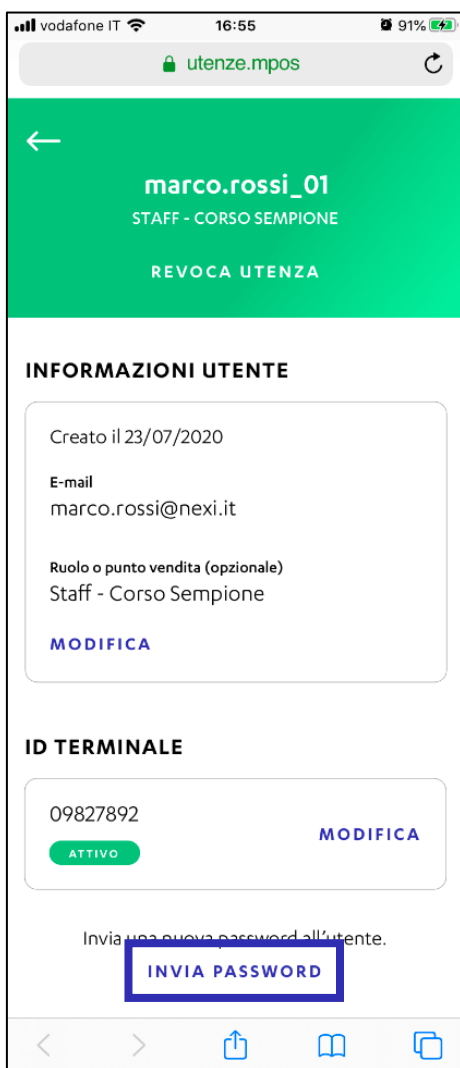 vodafone IT 16:55 91%
utenze.mpos
marco.rossi_01
STAFF - CORSO SEMPIONE
REVOCA UTENZA
INFORMAZIONI UTENTE
Creato il 23/07/2020
E-mail
marco.rossi@nexi.it
Ruolo o punto vendita (opzionale)
Staff - Corso Sempione
MODIFICA
ID TERMINALE
09827892
MODIFICA
ATTIVO
Invia una nuova password all'utente.
INVIA PASSWORD